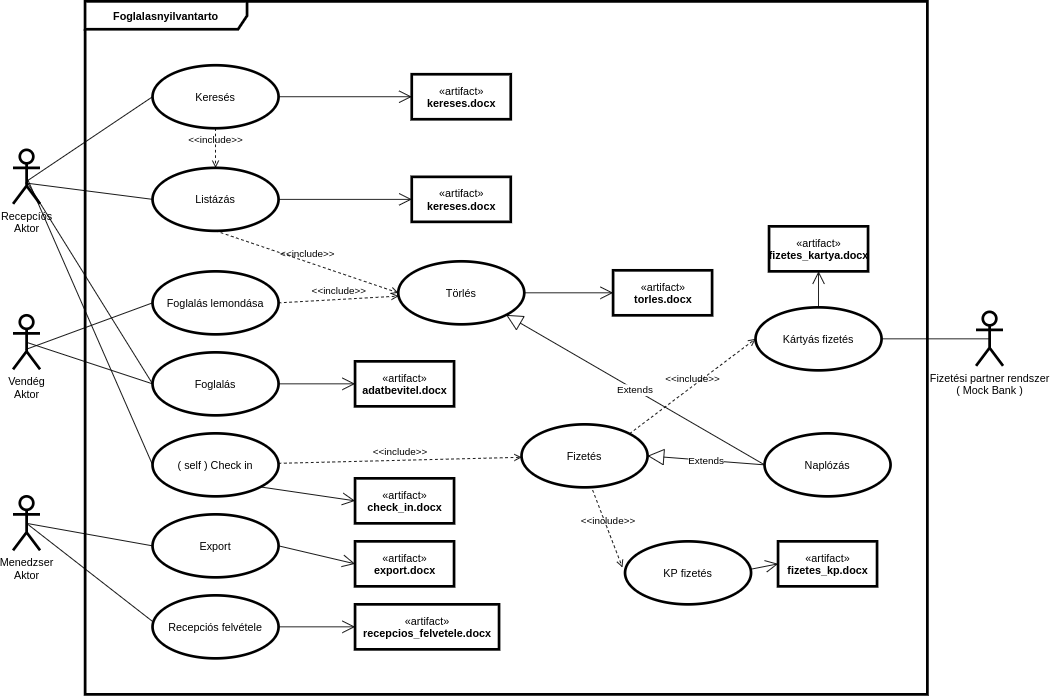 Foglalasnyilvantarto
Keresés
«artifact»
kereses.docx
<<include>>
Recepciós
Aktor
Listázás
«artifact»
kereses.docx
<<include>>
«artifact»
fizetes_kartya.docx
Foglalás lemondása
<<include>>
Törlés
«artifact»
torles.docx
Vendég
Aktor
Kártyás fizetés
Fizetési partner rendszer
( Mock Bank )
Foglalás
«artifact»
adatbevitel.docx
<<include>>
Extends
( self ) Check in
<<include>>
Fizetés
Extends
Naplózás
«artifact»
check_in.docx
<<include>>
Menedzser
Aktor
Export
«artifact»
export.docx
KP fizetés
«artifact»
fizetes_kp.docx
Recepciós felvétele
«artifact»
recepcios_felvetele.docx